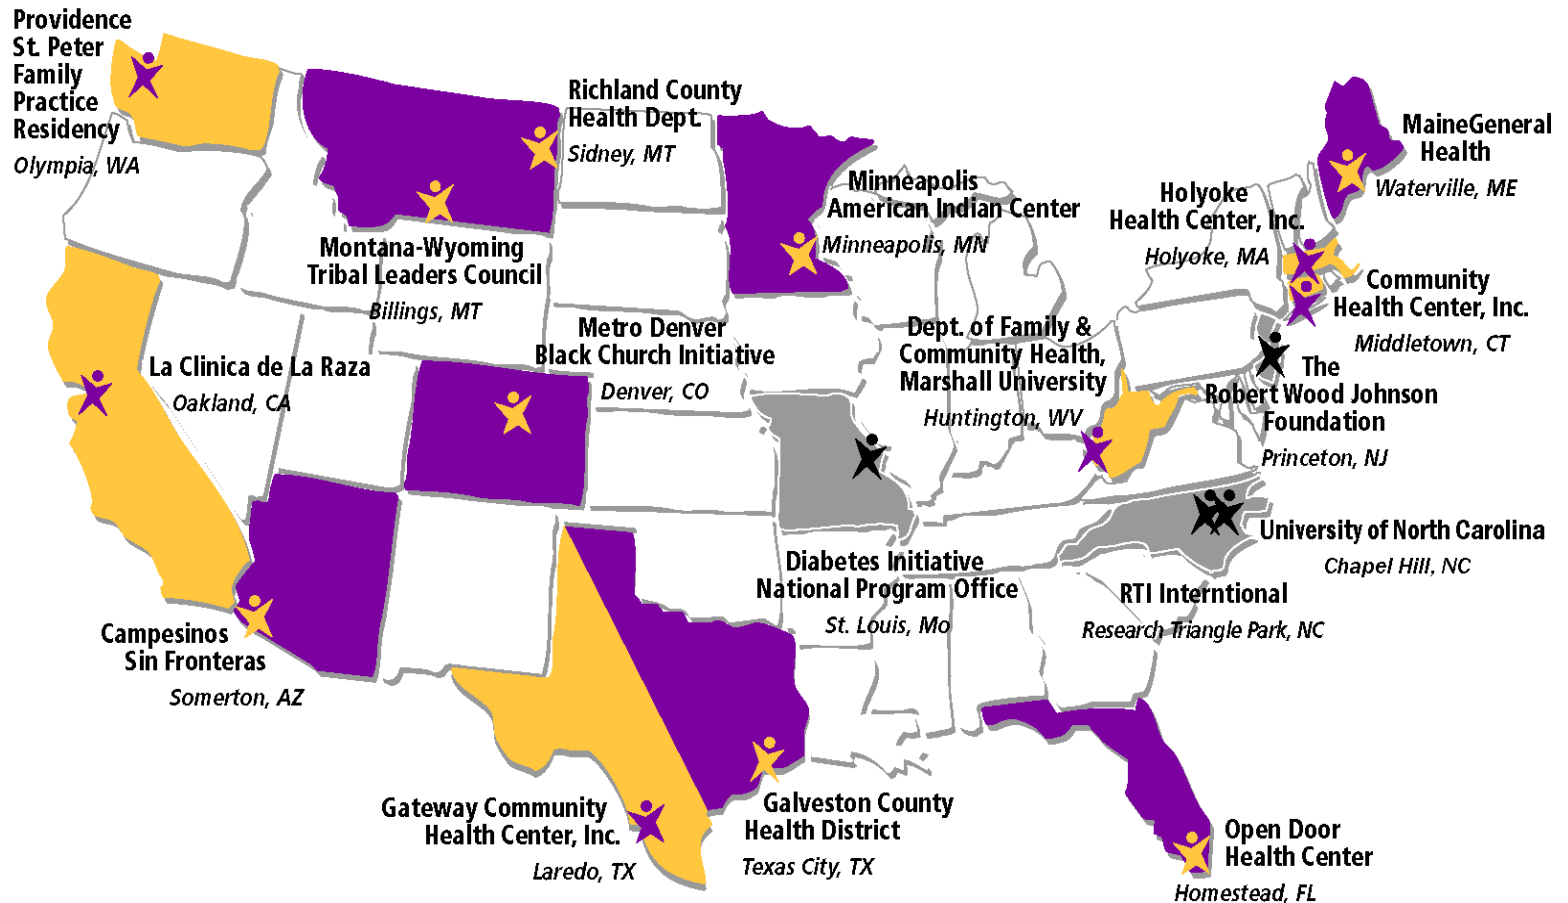 Providence
St. Peter
Family
Practice
Residency
Olympia, WA
Richland County
Health Dept.
Sidney, MT
Montana-Wyoming
Tribal Leaders Council
Billings, MT
Minneapolis
American Indian Center
Minneapolis, MN
MaineGeneral
Health
Waterville, ME
Holyoke
Health Center, Inc.
Holyoke, MA
Community
Health Center, Inc.
Middletown, CT
La Clinica de La Raza
Oakland, CA
Metro Denver
Black Church Initiative
Denver, CO
Dept. of Family &
Community Health,
Marshall University
Huntington, WV
The
Robert Wood Johnson
Foundation
Princeton, NJ
University of North Carolina
Chapel Hill, NC
Diabetes Initiative
National Program Office
St. Louis, Mo
RTI Interntional
Research Triangle Park, NC
Campesinos
Sin Fronteras
Somerton, AZ
Gateway Community
Health Center, Inc.
Laredo, TX
Galveston County
Health District
Texas City, TX
Open Door
Health Center
Homestead, FL